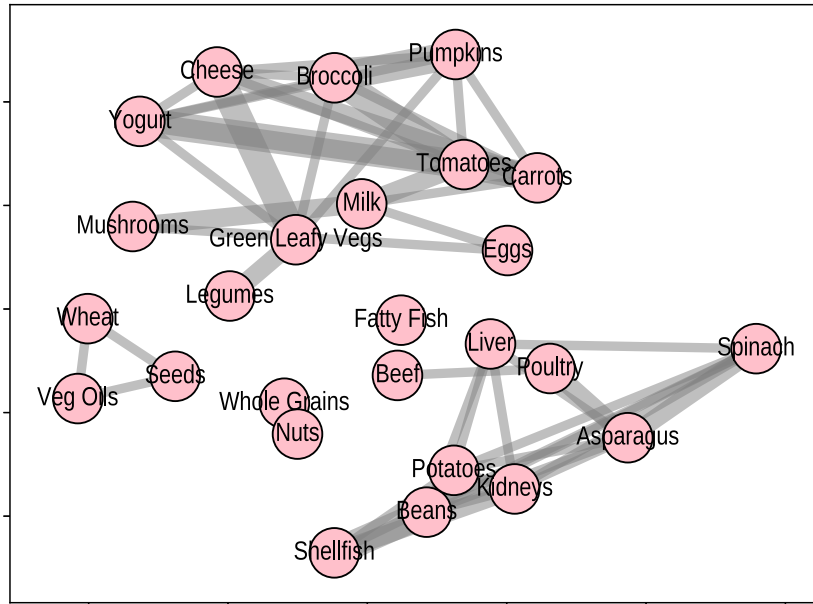 Pumpkins
Cheese
Broccoli
Yogurt
Tomatoes
Carrots
Milk
Mushrooms
Green Leafy Vegs
Eggs
Legumes
Wheat
Fatty Fish
Liver
Spinach
Poultry
Seeds
Beef
Veg Oils
Whole Grains
Nuts
Asparagus
Potatoes
Kidneys
Beans
Shellfish